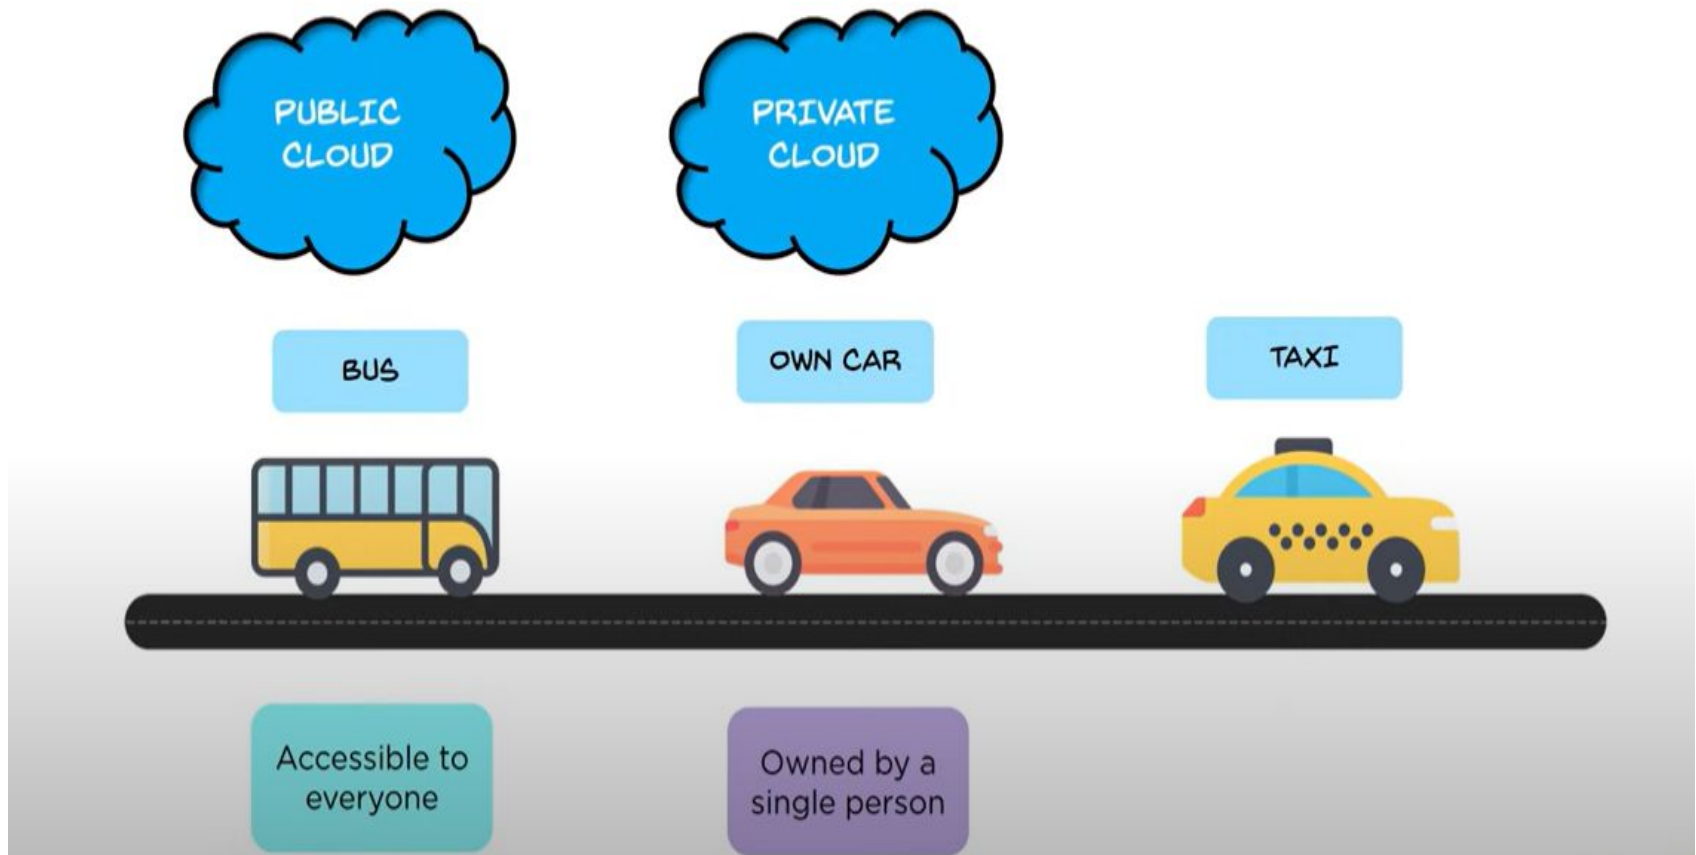 PUBLIC
CLOUD
PRIVATE
CLOUD
BUS
OWN CAR
TAXI
Accessible to
everyone
Owned by a
single person